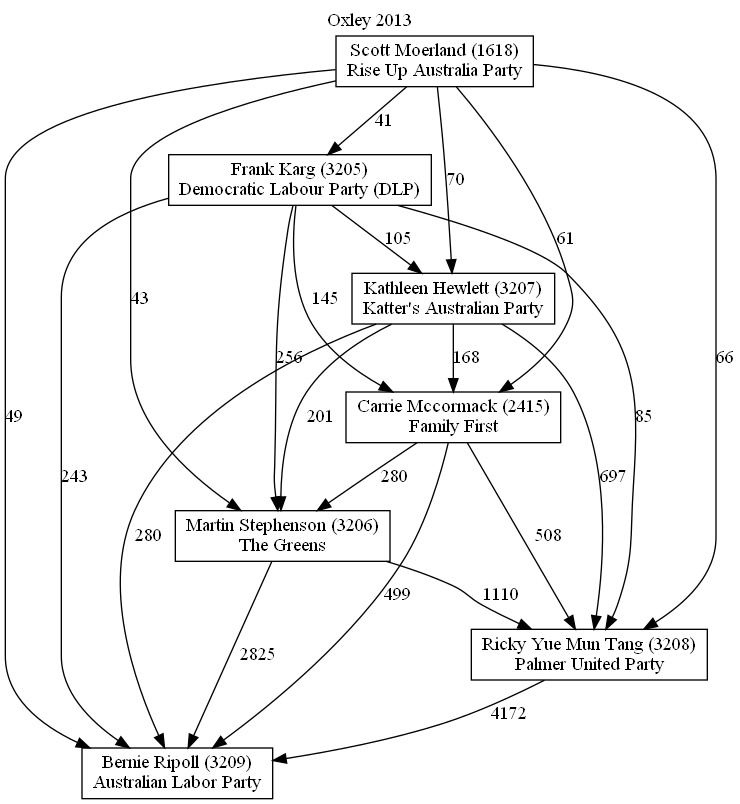 Oxley 2013
Scott Moerland (1618)
Rise Up Australia Party
41
Frank Karg (3205)
Democratic Labour Party (DLP)
70
105
61
Kathleen Hewlett (3207)
Katter's Australian Party
43
145
256
168
66
Carrie Mccormack (2415)
Family First
49
201
85
243
280
697
Martin Stephenson (3206)
The Greens
280
508
499
1110
Ricky Yue Mun Tang (3208)
Palmer United Party
2825
4172
Bernie Ripoll (3209)
Australian Labor Party